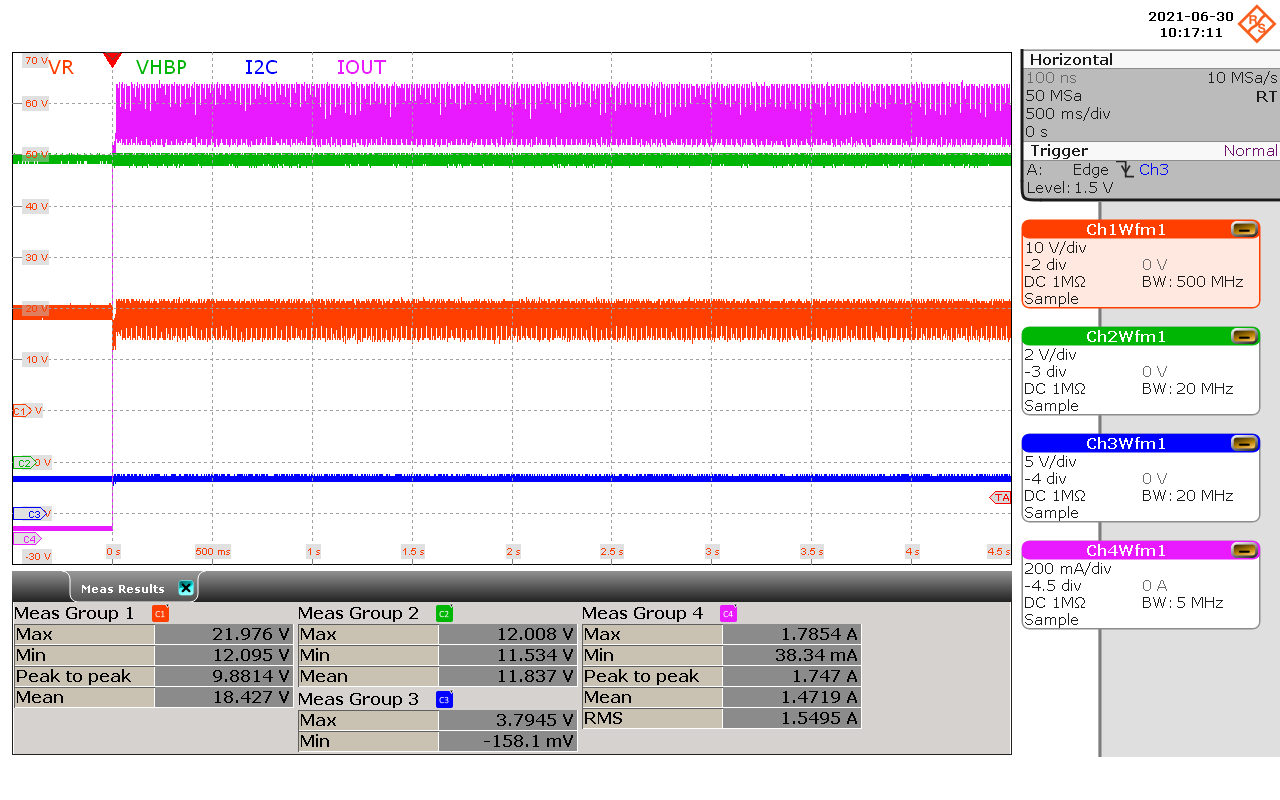 2021-06-30
10:17:11
R S
VR VHBP I2C IOUT
70 V
60 V
50 V
40 V
30 V
20 V
10 V
C1 V
C2 0 V
C3 V
C4
-30 V
TA
0 s 500 ms 1 s 1.5 s 2 s 2.5 s 3 s 3.5 s 4 s 4.5 s
Horizontal
100 ns 10 MSa/s
50 MSa RT
500 ms/div
0 s
Trigger Normal
A: Edge Ch3
Level: 1.5 V
Ch1Wfm1
10 V/div
-2 div 0 V
DC 1MΩ BW: 500 MHz
Sample
Ch2Wfm1
2 V/div
-3 div 0 V
DC 1MΩ BW: 20 MHz
Sample
Ch3Wfm1
5 V/div
-4 div 0 V
DC 1MΩ BW: 20 MHz
Sample
Ch4Wfm1
200 mA/div
-4.5 div 0 A
DC 1MΩ BW: 5 MHz
Sample
Meas Results
Meas Group 1 C1
Max 21.976 V
Min 12.095 V
Peak to peak 9.8814 V
Mean 18.427 V
Meas Group 2 C2
Max 12.008 V
Min 11.534 V
Mean 11.837 V
Meas Group 3 C3
Max 3.7945 V
Min -158.1 mV
Meas Group 4 C4
Max 1.7854 A
Min 38.34 mA
Peak to peak 1.747 A
Mean 1.4719 A
RMS 1.5495 A